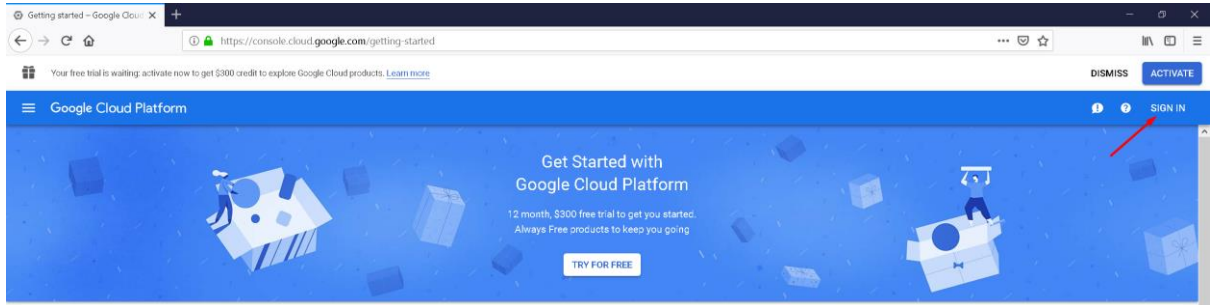 Getting started – Google Cloud
https://console.cloud.google.com/getting-started
Your free trial is waiting: activate now to get $300 credit to explore Google Cloud products. Learn more
DISMISS
ACTIVATE
Google Cloud Platform
SIGN IN
Get Started with
Google Cloud Platform
12 month, $300 free trial to get you started.
Always Free products to keep you going
TRY FOR FREE